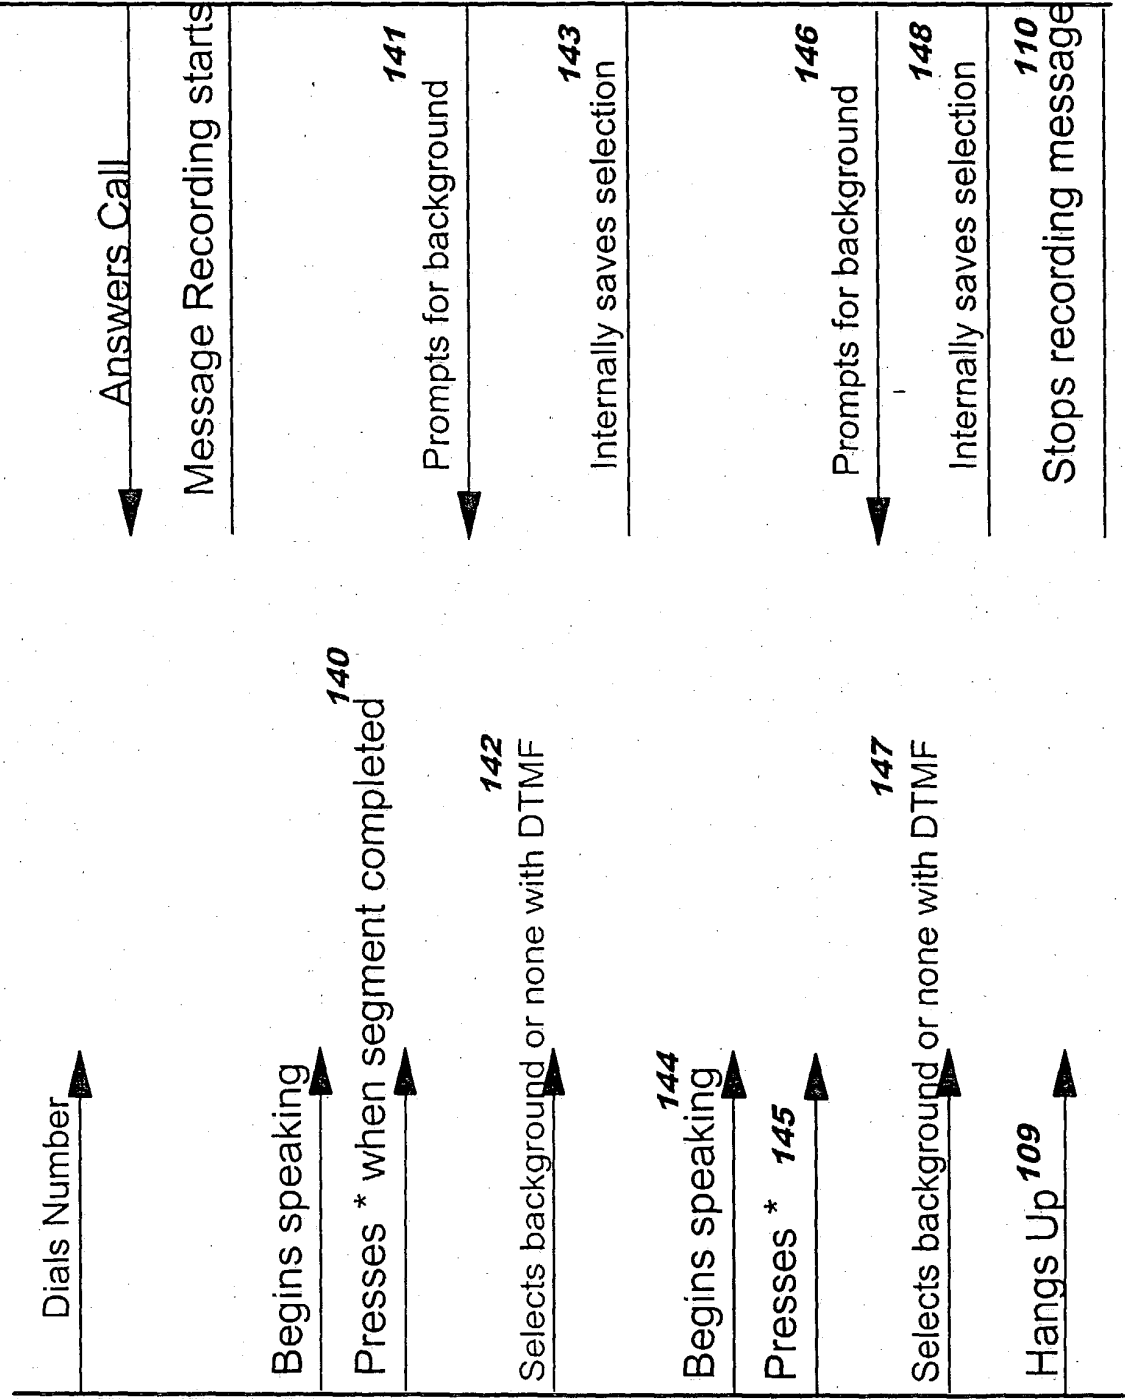 Dials Number
Answers Call
Message Recording starts
Begins speaking
140
Presses * when segment completed
141
Prompts for background
142
Selects background or none with DTMF
143
Internally saves selection
144
Begins speaking
Presses * 145
146
Prompts for background
147
Selects background or none with DTMF
148
Internally saves selection
Hangs Up 109
110
Stops recording message